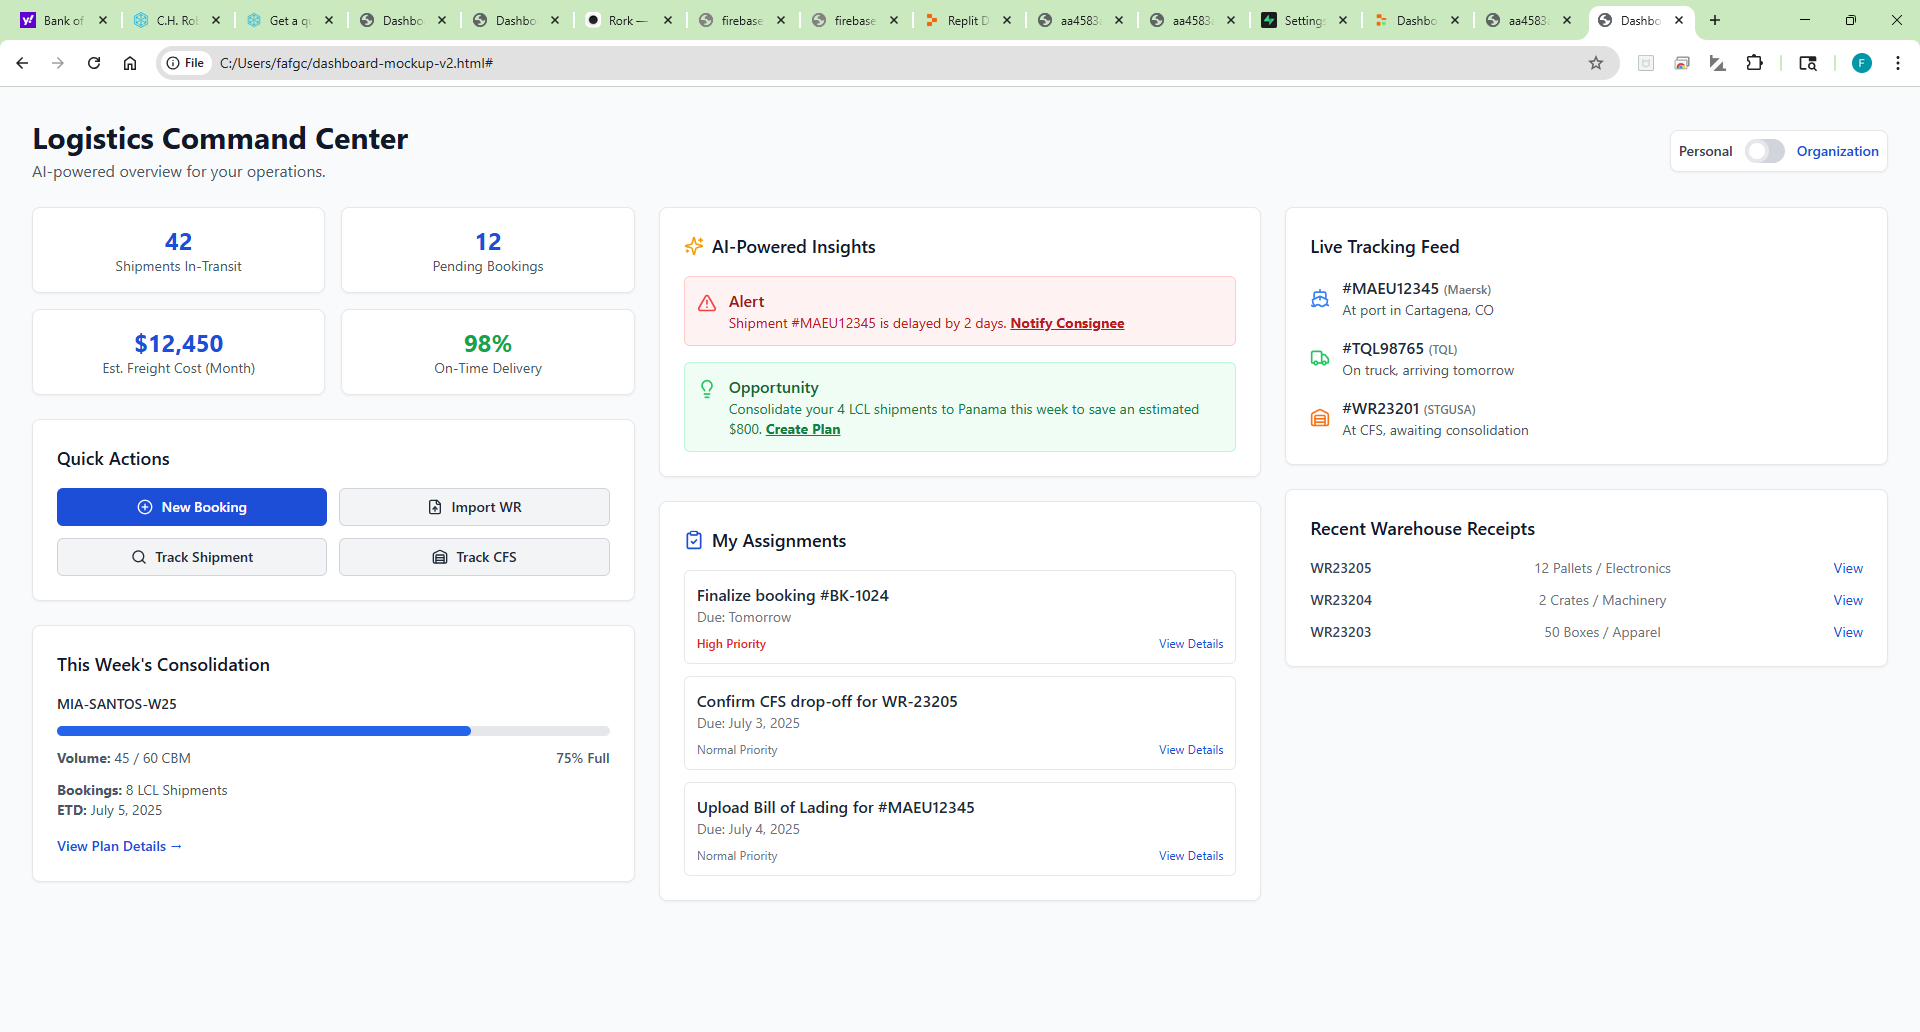 Bank of
C.H. Ro
Get a q
Dashbo
Dashbo
Rork —
firebase
firebase
Replit D
aa4583
aa4583
Settings
Dashbo
aa4583
Dashbo
File
C:/Users/fafgc/dashboard-mockup-v2.html#
F
Logistics Command Center
AI-powered overview for your operations.
Personal
Organization
42
Shipments In-Transit
12
Pending Bookings
$12,450
Est. Freight Cost (Month)
98%
On-Time Delivery
Quick Actions
New Booking
Import WR
Track Shipment
Track CFS
This Week's Consolidation
MIA-SANTOS-W25
Volume: 45 / 60 CBM
75% Full
Bookings: 8 LCL Shipments
ETD: July 5, 2025
View Plan Details →
AI-Powered Insights
Alert
Shipment #MAEU12345 is delayed by 2 days. Notify Consignee
Opportunity
Consolidate your 4 LCL shipments to Panama this week to save an estimated
$800. Create Plan
My Assignments
Finalize booking #BK-1024
Due: Tomorrow
High Priority
View Details
Confirm CFS drop-off for WR-23205
Due: July 3, 2025
Normal Priority
View Details
Upload Bill of Lading for #MAEU12345
Due: July 4, 2025
Normal Priority
View Details
Live Tracking Feed
#MAEU12345 (Maersk)
At port in Cartagena, CO
#TQL98765 (TQL)
On truck, arriving tomorrow
#WR23201 (STGUSA)
At CFS, awaiting consolidation
Recent Warehouse Receipts
WR23205
12 Pallets / Electronics
View
WR23204
2 Crates / Machinery
View
WR23203
50 Boxes / Apparel
View